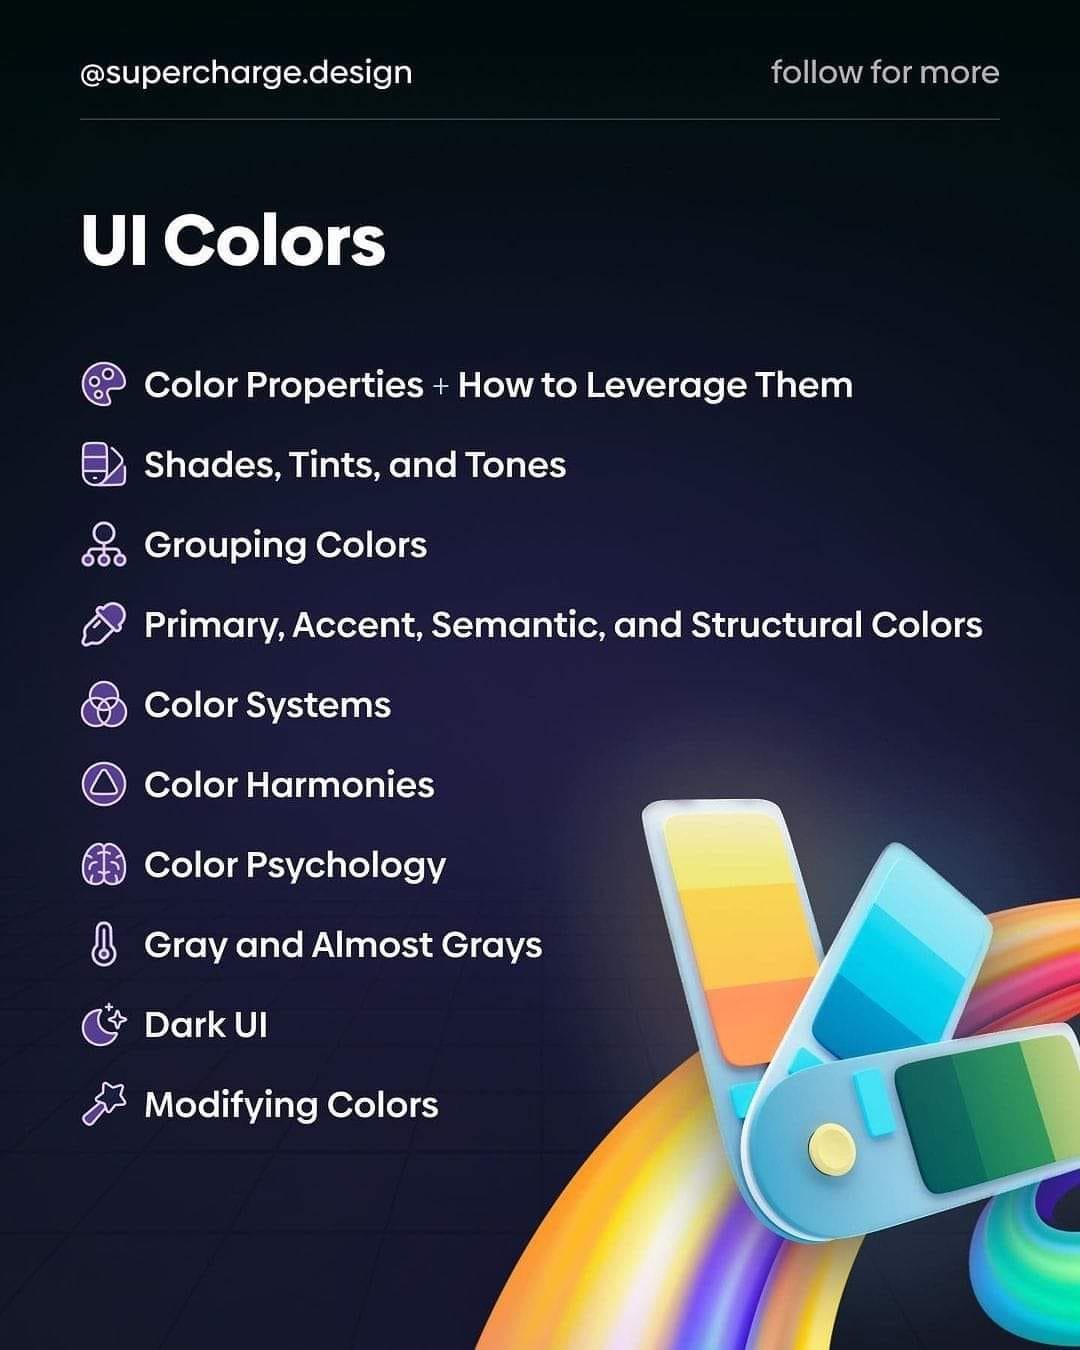 @supercharge.design
follow for more
UI Colors
Color Properties + How to Leverage Them
Shades, Tints, and Tones
Grouping Colors
Primary, Accent, Semantic, and Structural Colors
Color Systems
Color Harmonies
Color Psychology
Gray and Almost Grays
Dark UI
Modifying Colors